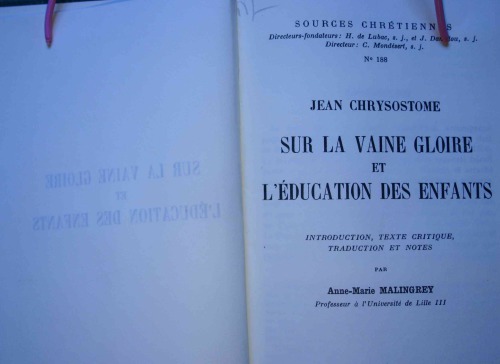 SOURCES CHRÉTIENNES
Directeurs-fondateurs : H. de Lubac, s. j., et J. Daniélou, s. j.
Directeur : C. Mondésert, s. j.
Nº 188
JEAN CHRYSOSTOME
SUR LA VAINE GLOIRE
ET
L'ÉDUCATION DES ENFANTS
INTRODUCTION, TEXTE CRITIQUE,
TRADUCTION ET NOTES
PAR
Anne-Marie MALINGREY
Professeur à l'Université de Lille III